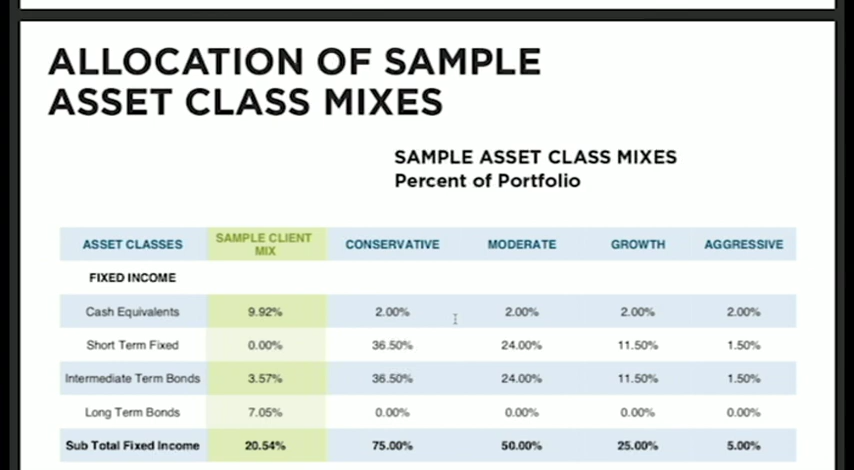 ALLOCATION OF SAMPLE
ASSET CLASS MIXES
SAMPLE ASSET CLASS MIXES
Percent of Portfolio
ASSET CLASSES SAMPLE CLIENT MIX CONSERVATIVE MODERATE GROWTH AGGRESSIVE
FIXED INCOME
Cash Equivalents 9.92% 2.00% 2.00% 2.00% 2.00%
Short Term Fixed 0.00% 36.50% 24.00% 11.50% 1.50%
Intermediate Term Bonds 3.57% 36.50% 24.00% 11.50% 1.50%
Long Term Bonds 7.05% 0.00% 0.00% 0.00% 0.00%
Sub Total Fixed Income 20.54% 75.00% 50.00% 25.00% 5.00%